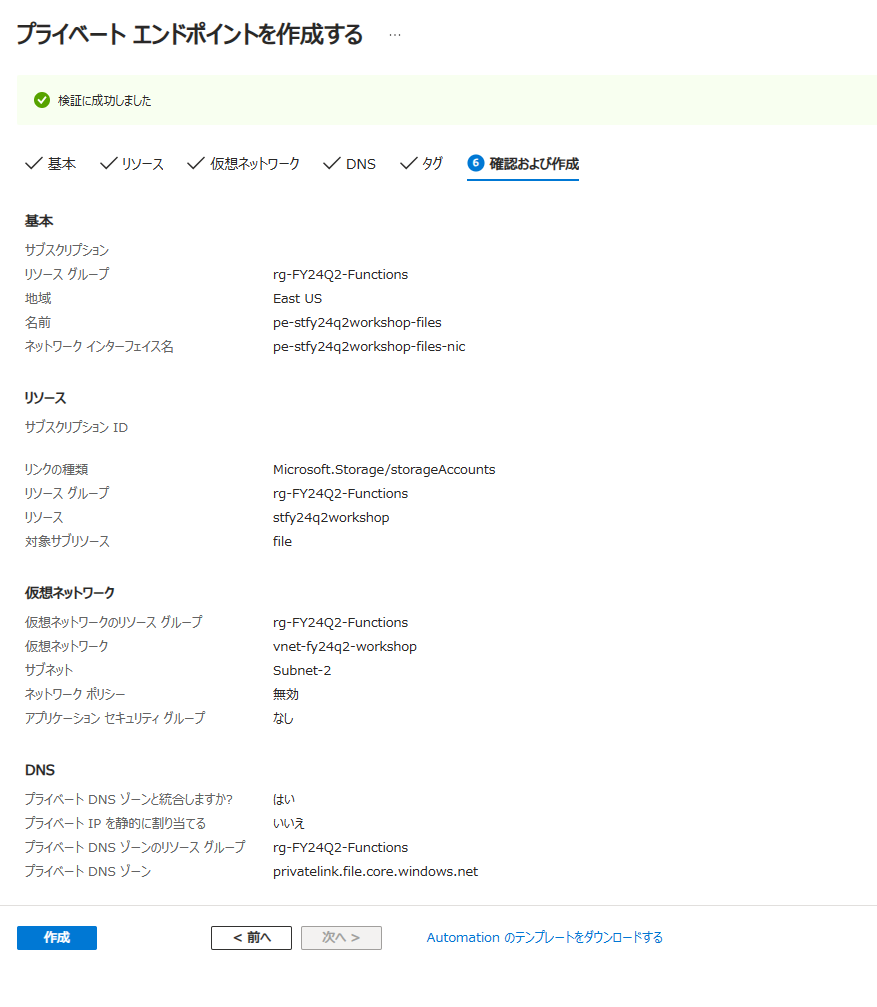 プライベート エンドポイントを作成する ...
検証に成功しました
基本 リソース 仮想ネットワーク DNS タグ 6 確認および作成
基本
サブスクリプション
リソース グループ rg-FY24Q2-Functions
地域 East US
名前 pe-stfy24q2workshop-files
ネットワーク インターフェイス名 pe-stfy24q2workshop-files-nic
リソース
サブスクリプション ID
リンクの種類 Microsoft.Storage/storageAccounts
リソース グループ rg-FY24Q2-Functions
リソース stfy24q2workshop
対象サブリソース file
仮想ネットワーク
仮想ネットワークのリソース グループ rg-FY24Q2-Functions
仮想ネットワーク vnet-fy24q2-workshop
サブネット Subnet-2
ネットワーク ポリシー 無効
アプリケーション セキュリティ グループ なし
DNS
プライベート DNS ゾーンと統合しますか? はい
プライベート IP を静的に割り当てる いいえ
プライベート DNS ゾーンのリソース グループ rg-FY24Q2-Functions
プライベート DNS ゾーン privatelink.file.core.windows.net
作成 < 前へ 次へ > Automation のテンプレートをダウンロードする